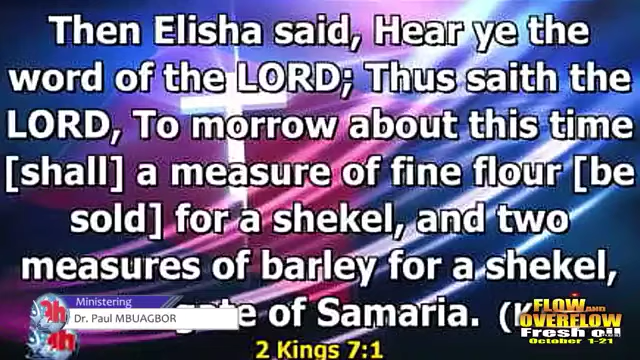 Then Elisha said, Hear ye the
word of the LORD; Thus saith the
LORD, To morrow about this time
[shall] a measure of fine flour [be
sold] for a shekel, and two
measures of barley for a shekel,
of Samaria.
2 Kings 7:1
Ministering
Dr. Paul MBUAGBOR
FLOW AND
OVERFLOW
Fresh oil
October 1-21